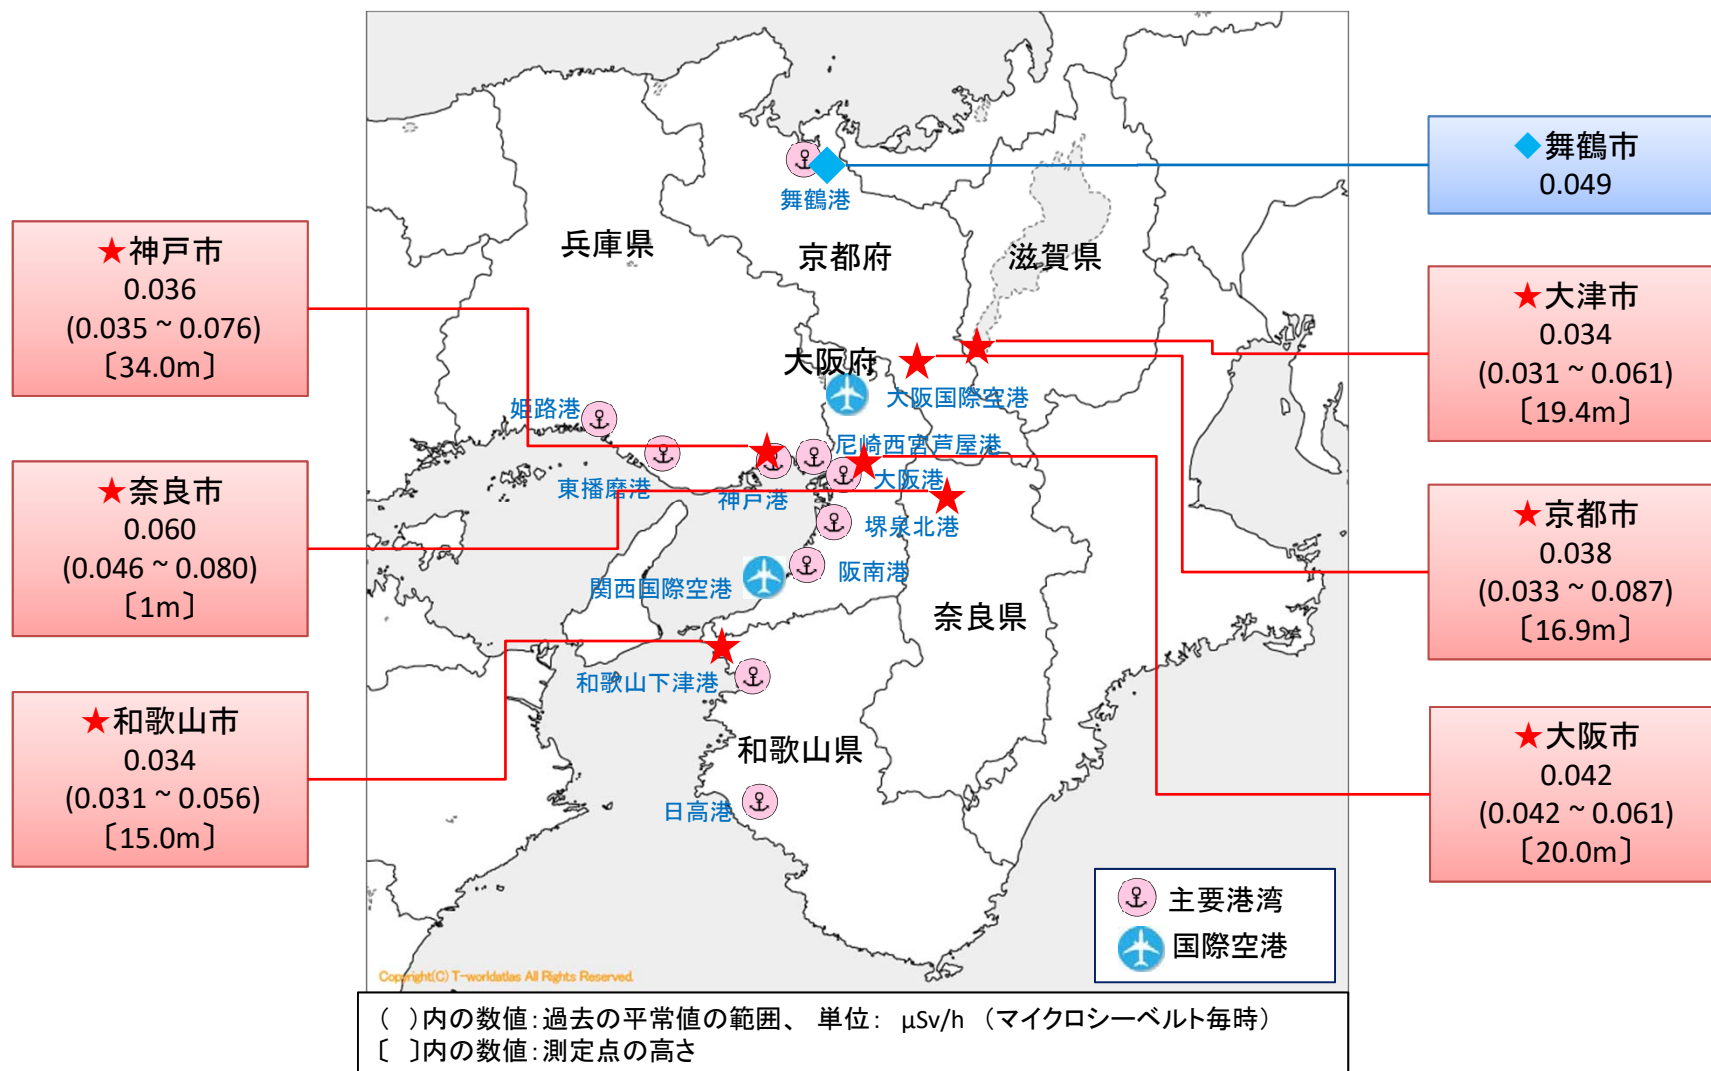 ◆舞鶴市
0.049
舞鶴港
★神戸市
0.036
(0.035 ~ 0.076)
〔34.0m〕
兵庫県
京都府
滋賀県
★大津市
0.034
(0.031 ~ 0.061)
〔19.4m〕
大阪府
大阪国際空港
姫路港
尼崎西宮芦屋港
東播磨港
神戸港
大阪港
★奈良市
0.060
(0.046 ~ 0.080)
〔1m〕
堺泉北港
★京都市
0.038
(0.033 ~ 0.087)
〔16.9m〕
関西国際空港
阪南港
奈良県
和歌山下津港
★和歌山市
0.034
(0.031 ~ 0.056)
〔15.0m〕
和歌山県
日高港
★大阪市
0.042
(0.042 ~ 0.061)
〔20.0m〕
主要港湾
国際空港
Copyright(C) T-worldatlas All Rights Reserved.
( )内の数値:過去の平常値の範囲、 単位: μSv/h (マイクロシーベルト毎時)
〔 〕内の数値:測定点の高さ